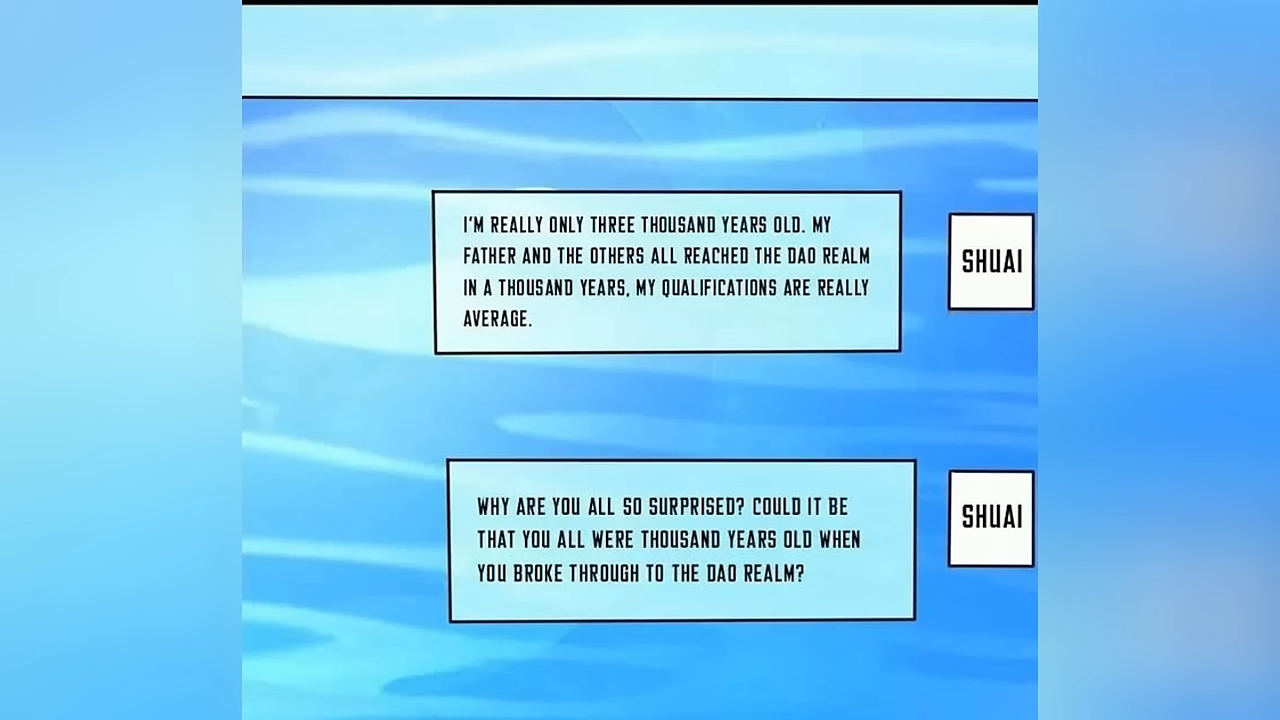 I'M REALLY ONLY THREE THOUSAND YEARS OLD. MY
FATHER AND THE OTHERS ALL REACHED THE DAO REALM
IN A THOUSAND YEARS, MY QUALIFICATIONS ARE REALLY
AVERAGE.
SHUAI
WHY ARE YOU ALL SO SURPRISED? COULD IT BE
THAT YOU ALL WERE THOUSAND YEARS OLD WHEN
YOU BROKE THROUGH TO THE DAO REALM?
SHUAI